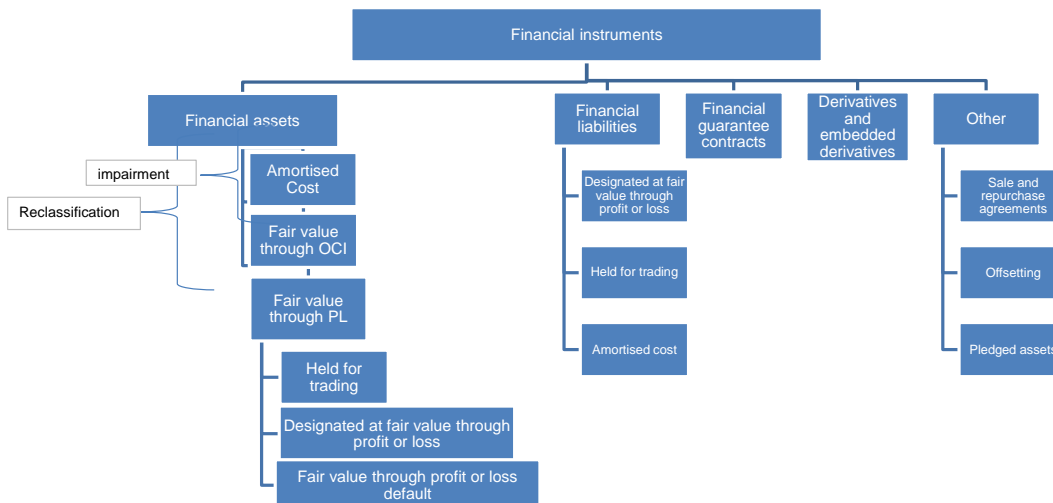 Financial instruments
Financial assets
Financial
liabilities
Financial
guarantee
contracts
Derivatives
and
embedded
derivatives
Other
impairment
Reclassification
Amortised
Cost
Fair value
through OCI
Fair value
through PL
Held for
trading
Designated at fair value through
profit or loss
Fair value through profit or loss
default
Designated at fair
value through
profit or loss
Held for trading
Amortised cost
Sale and
repurchase
agreements
Offsetting
Pledged assets